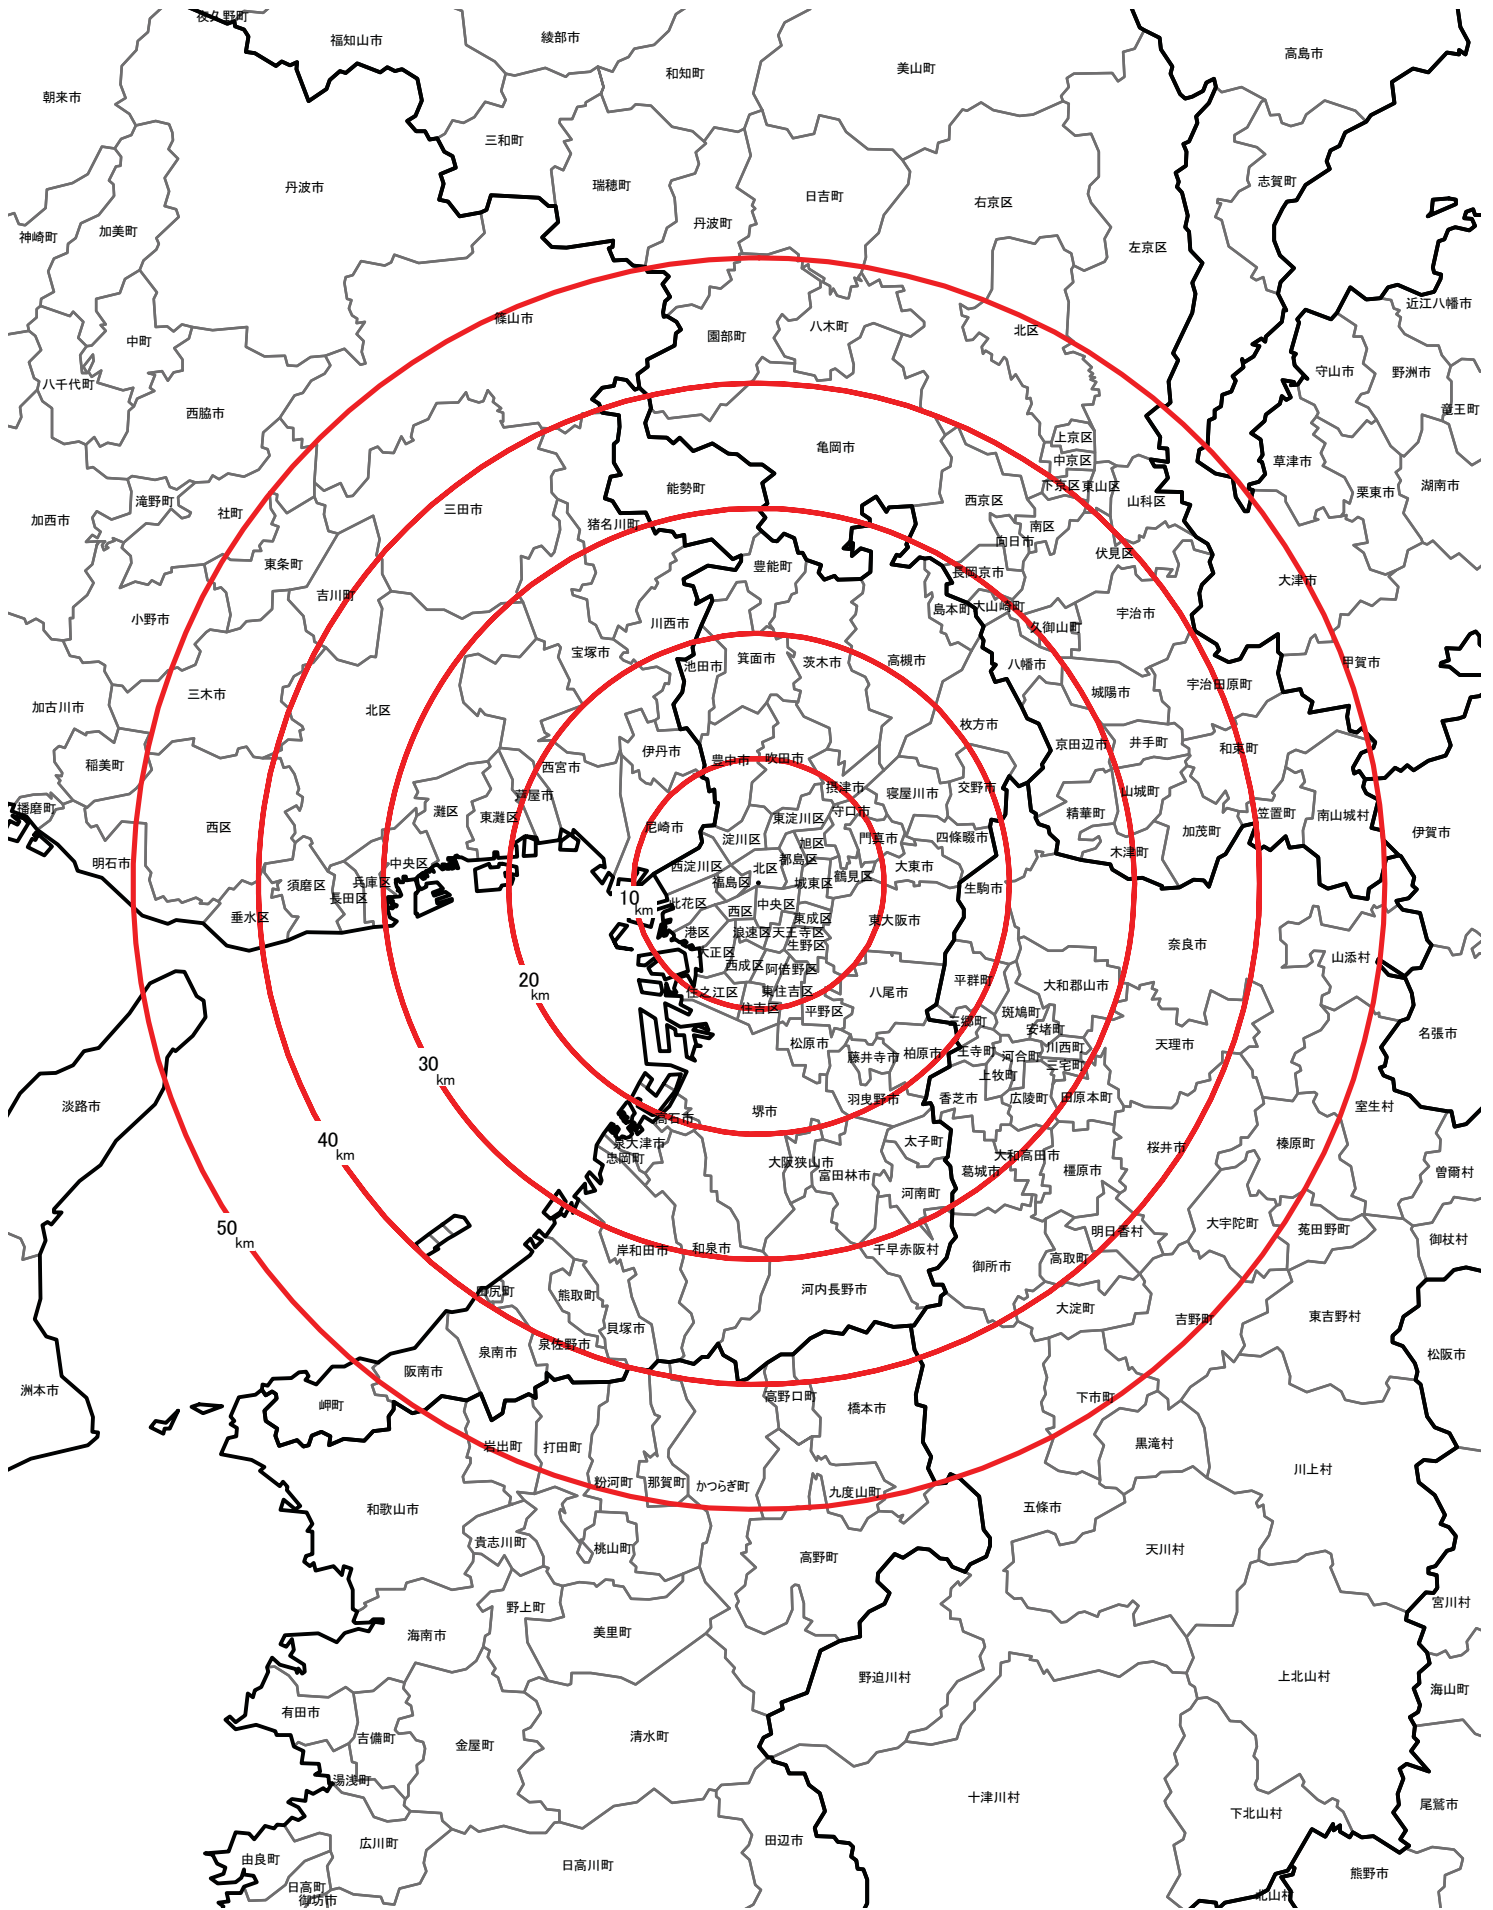 夜久野町
福知山市
綾部市
高島市
和知町
美山町
朝来市
三和町
志賀町
丹波市
瑞穂町
日吉町
右京区
丹波町
加美町
神崎町
左京区
近江八幡市
篠山市
八木町
北区
園部町
中町
守山市
野洲市
八千代町
竜王町
西脇市
上京区
亀岡市
中京区
草津市
下京区
東山区
湖南市
能勢町
栗東市
滝野町
西京区
山科区
三田市
社町
加西市
猪名川町
南区
向日市
伏見区
東条町
豊能町
長岡京市
大津市
吉川町
島本町
大山崎町
宇治市
小野市
川西市
久御山町
宝塚市
箕面市
茨木市
高槻市
池田市
八幡市
甲賀市
宇治田原町
三木市
城陽市
加古川市
北区
枚方市
京田辺市
井手町
和束町
伊丹市
豊中市
吹田市
稲美町
西宮市
摂津市
交野市
山城町
芦屋市
寝屋川市
播磨町
灘区
守口市
精華町
笠置町
南山城村
東灘区
東淀川区
西区
尼崎市
加茂町
伊賀市
淀川区
旭区
門真市
四條畷市
木津町
都島区
明石市
中央区
西淀川区
北区
大東市
鶴見区
須磨区
兵庫区
福島区
城東区
生駒市
長田区
10
km
此花区
西区
中央区
垂水区
東成区
東大阪市
港区
浪速区
天王寺区
生野区
奈良市
大正区
山添村
西成区
阿倍野区
20
km
住之江区
東住吉区
八尾市
平群町
大和郡山市
住吉区
平野区
斑鳩町
三郷町
安堵町
名張市
松原市
川西町
天理市
藤井寺市
柏原市
王寺町
河合町
30
km
三宅町
上牧町
淡路市
羽曳野市
香芝市
広陵町
田原本町
室生村
堺市
高石市
40
km
泉大津市
太子町
榛原町
忠岡町
大和高田市
桜井市
大阪狭山市
富田林市
葛城市
橿原市
曽爾村
河南町
50
km
大宇陀町
菟田野町
明日香村
御杖村
岸和田市
和泉市
千早赤阪村
高取町
御所市
田尻町
熊取町
河内長野市
大淀町
吉野町
東吉野村
貝塚市
泉佐野市
泉南市
松阪市
阪南市
洲本市
高野口町
下市町
岬町
橋本市
岩出町
打田町
黒滝村
川上村
粉河町
那賀町
かつらぎ町
九度山町
和歌山市
五條市
貴志川町
桃山町
天川村
高野町
野上町
宮川村
海南市
美里町
野迫川村
上北山村
海山町
有田市
吉備町
清水町
金屋町
湯浅町
十津川村
尾鷲市
下北山村
広川町
田辺市
由良町
日高川町
熊野市
日高町
御坊市
北山村